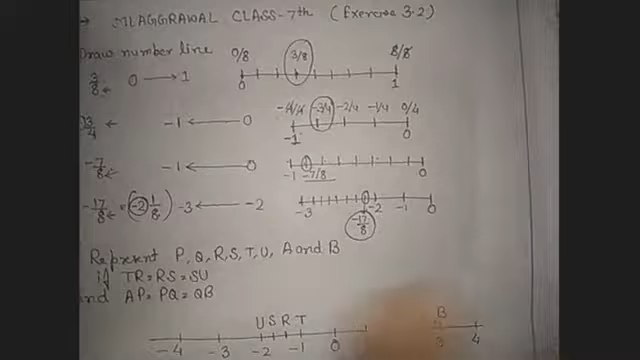 → M L AGGRAWAL CLASS-7th (Exercise 3.2)
Draw number line
3/8 0 → 1 0/8 3/8 8/8
0 1
-1 ← 0 -4/4 -3/4 -2/4 -1/4 0/4
-1 0
-7/8 -1 ← 0 -1 -7/8 0
-17/8 = (-2 1/8) -3 ← -2 -3 -2 -1 0
-17/8
Represent P, Q, R, S, T, U, A and B
if TR = RS = SU
and AP = PQ = QB
U S R T B
-4 -3 -2 -1 0 3 4